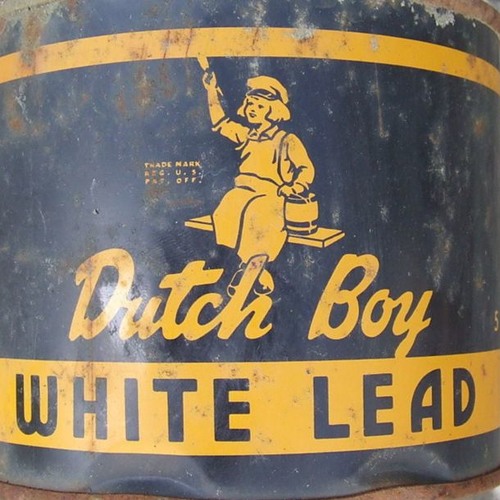 TRADE MARK
REG. U.S.
PAT. OFF.
Dutch Boy
WHITE LEAD